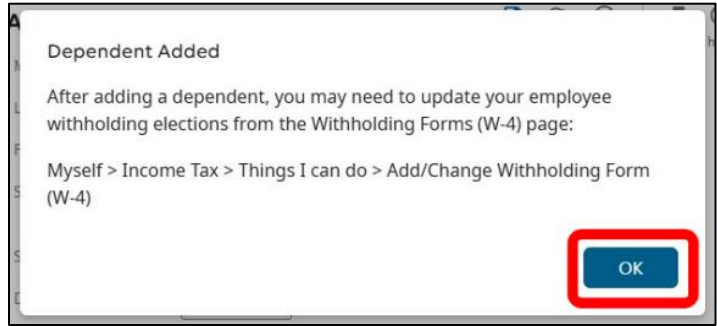 Dependent Added
After adding a dependent, you may need to update your employee
withholding elections from the Withholding Forms (W-4) page:
Myself > Income Tax > Things I can do > Add/Change Withholding Form
(W-4)
OK